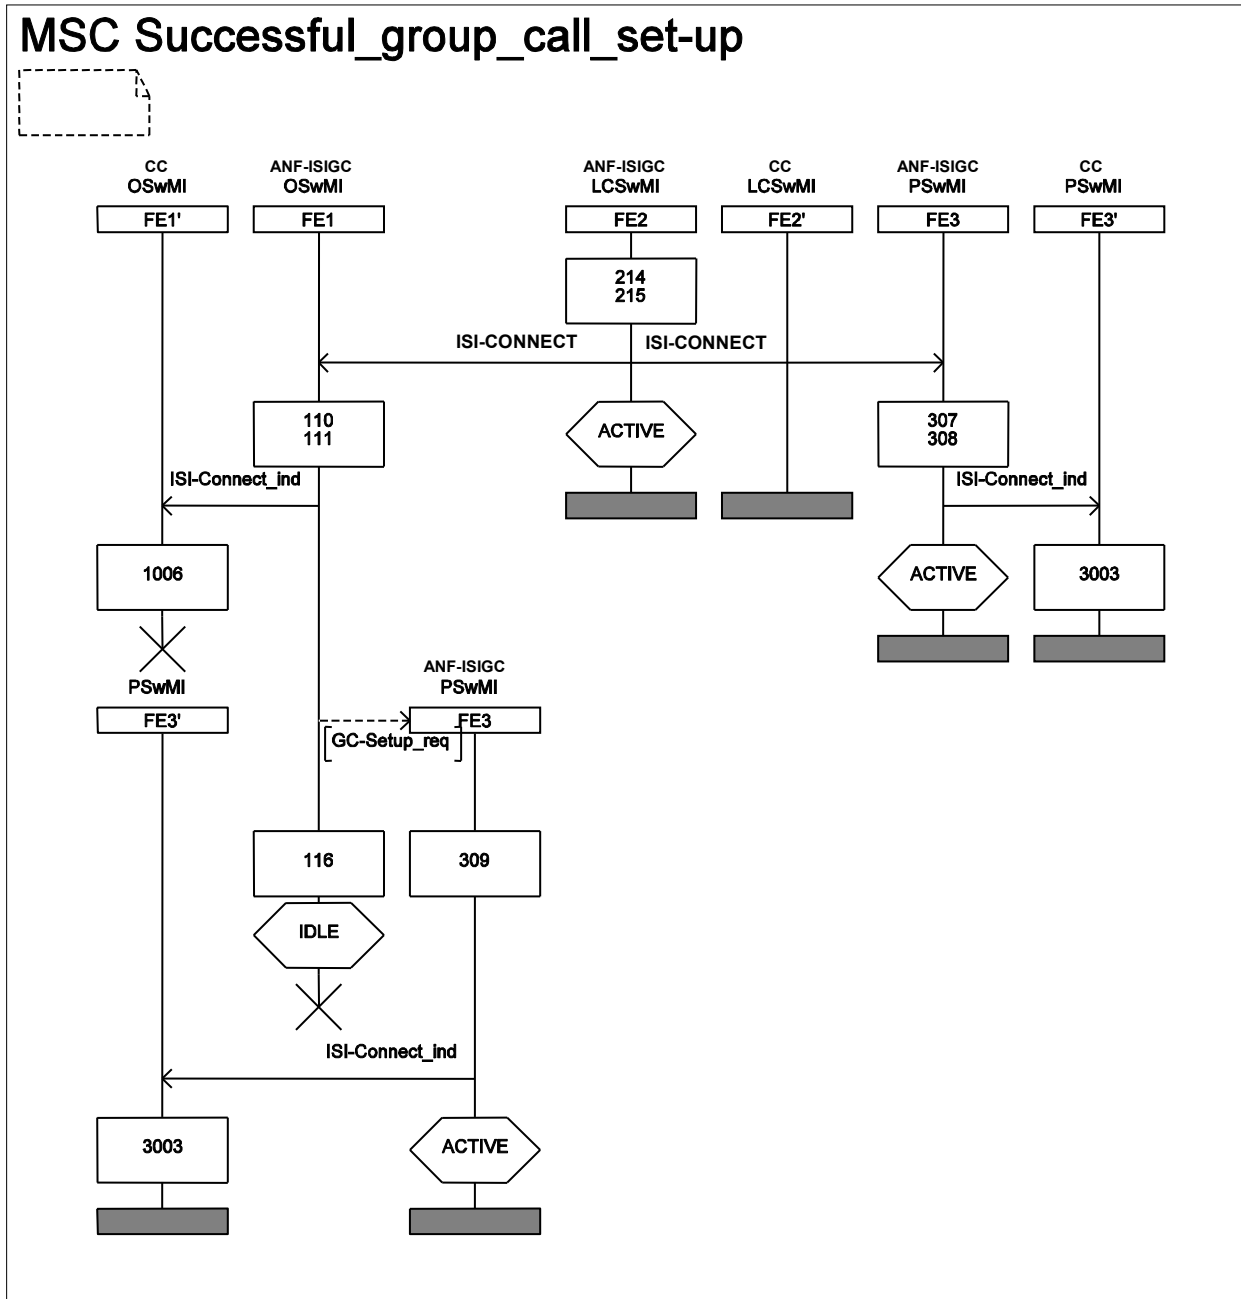 MSC Successful_group_call_set-up
CC
OSwMI
FE1'
ANF-ISIGC
OSwMI
FE1
ANF-ISIGC
LCSwMI
FE2
CC
LCSwMI
FE2'
ANF-ISIGC
PSwMI
FE3
CC
PSwMI
FE3'
214
215
ISI-CONNECT
ISI-CONNECT
110
111
ACTIVE
307
308
ISI-Connect_ind
ISI-Connect_ind
1006
ACTIVE
3003
PSwMI
FE3'
ANF-ISIGC
PSwMI
FE3
GC-Setup_req
116
309
IDLE
ISI-Connect_ind
3003
ACTIVE